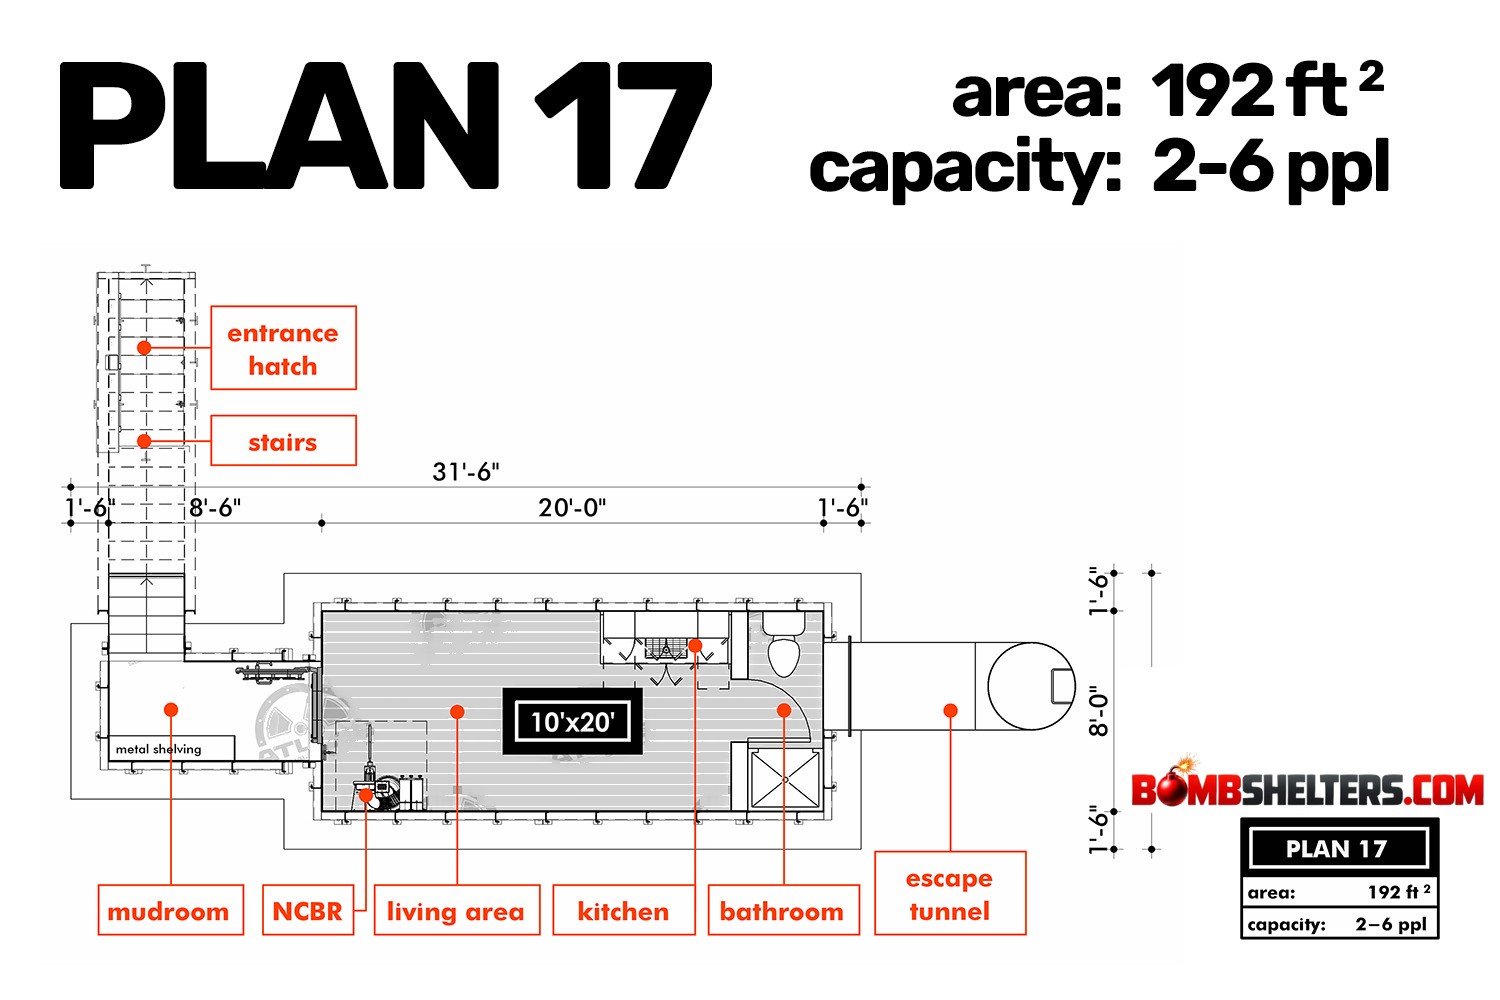 PLAN 17
area: 192 ft²
capacity: 2-6 ppl
entrance
hatch
stairs
31'-6"
1'-6" 8'-6" 20'-0" 1'-6"
1'-6"
8'-0"
1'-6"
10'x20'
metal shelving
mudroom
NCBR
living area
kitchen
bathroom
escape
tunnel
BOMBSHELTERS.COM
PLAN 17
area: 192 ft²
capacity: 2–6 ppl